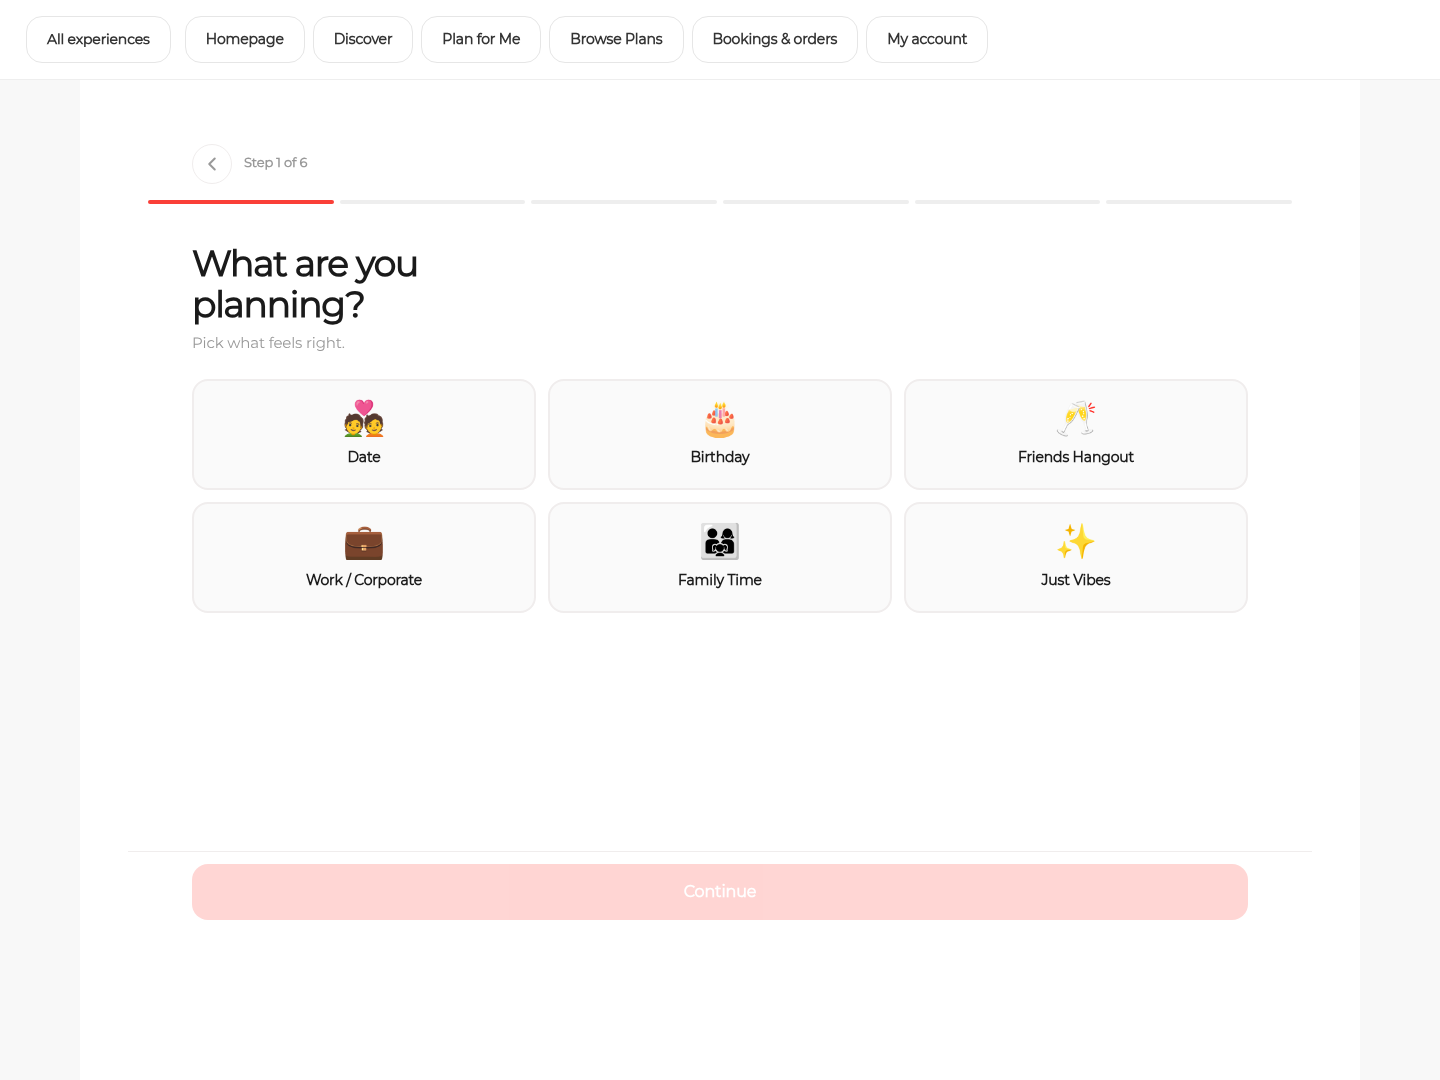 All experiences
Homepage
Discover
Plan for Me
Browse Plans
Bookings & orders
My account
Step 1 of 6
What are you
planning?
Pick what feels right.
Date
Birthday
Friends Hangout
Work / Corporate
Family Time
Just Vibes
Continue